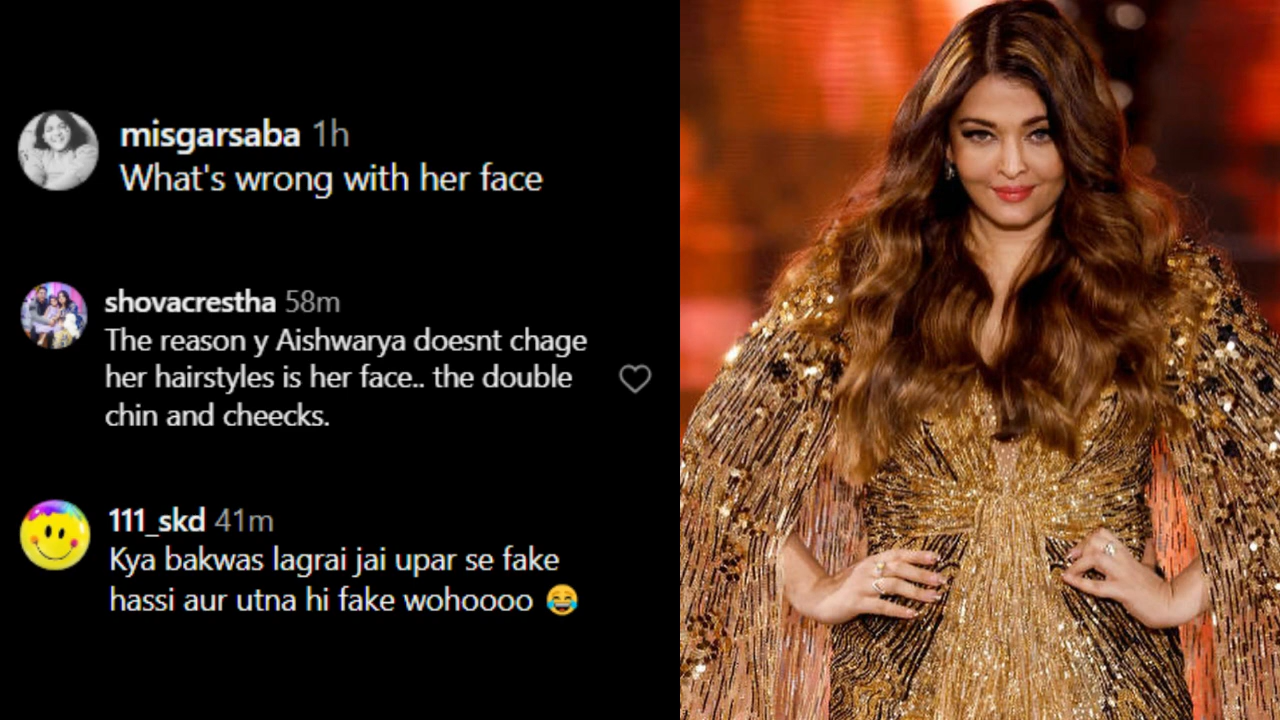 misgarsaba 1h
What's wrong with her face
shovacrestha 58m
The reason y Aishwarya doesnt chage
her hairstyles is her face.. the double
chin and cheecks.
111_skd 41m
Kya bakwas lagrai jai upar se fake
hassi aur utna hi fake wohoooo 😂